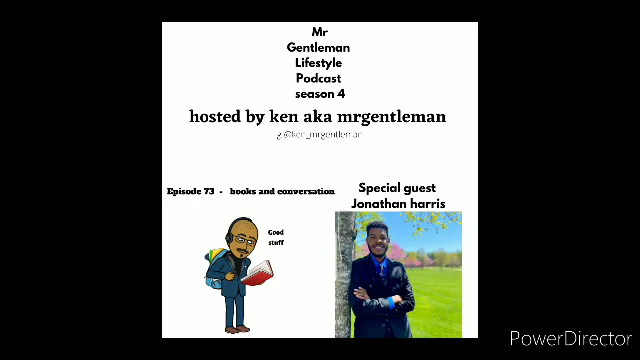 Mr
Gentleman
Lifestyle
Podcast
season 4
hosted by ken aka mrgentleman
g @ken_mrgentleman
Episode 73 - books and conversation
Special guest
Jonathan harris
Good
stuff
PowerDirector